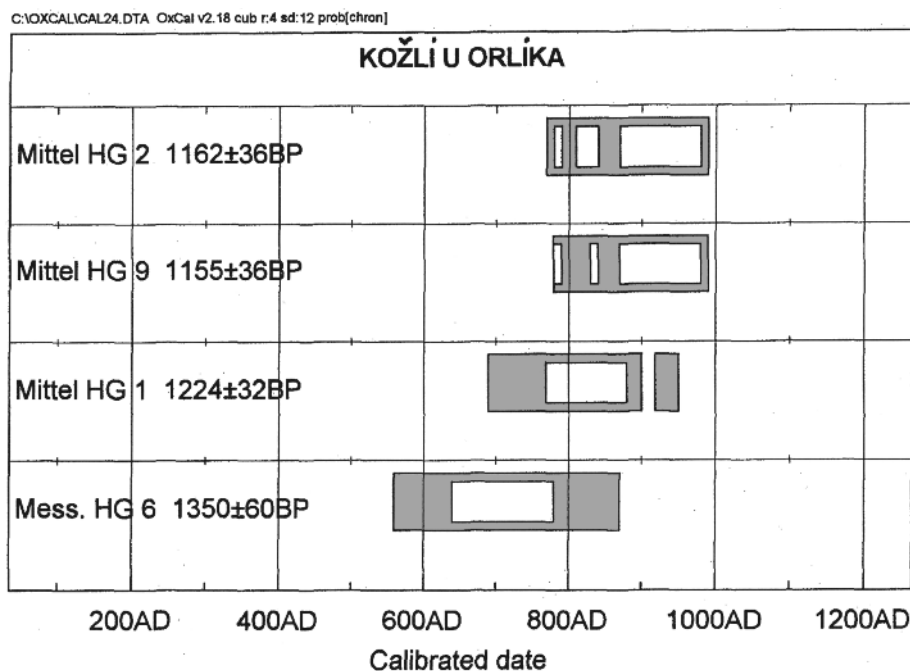 C:\OXCAL\CAL24.DTA OxCal v2.18 cub r:4 sd:12 prob[chron]
KOŽLÍ U ORLÍKA
Mittel HG 2 1162±36BP
Mittel HG 9 1155±36BP
Mittel HG 1 1224±32BP
Mess. HG 6 1350±60BP
200AD 400AD 600AD 800AD 1000AD 1200AD
Calibrated date